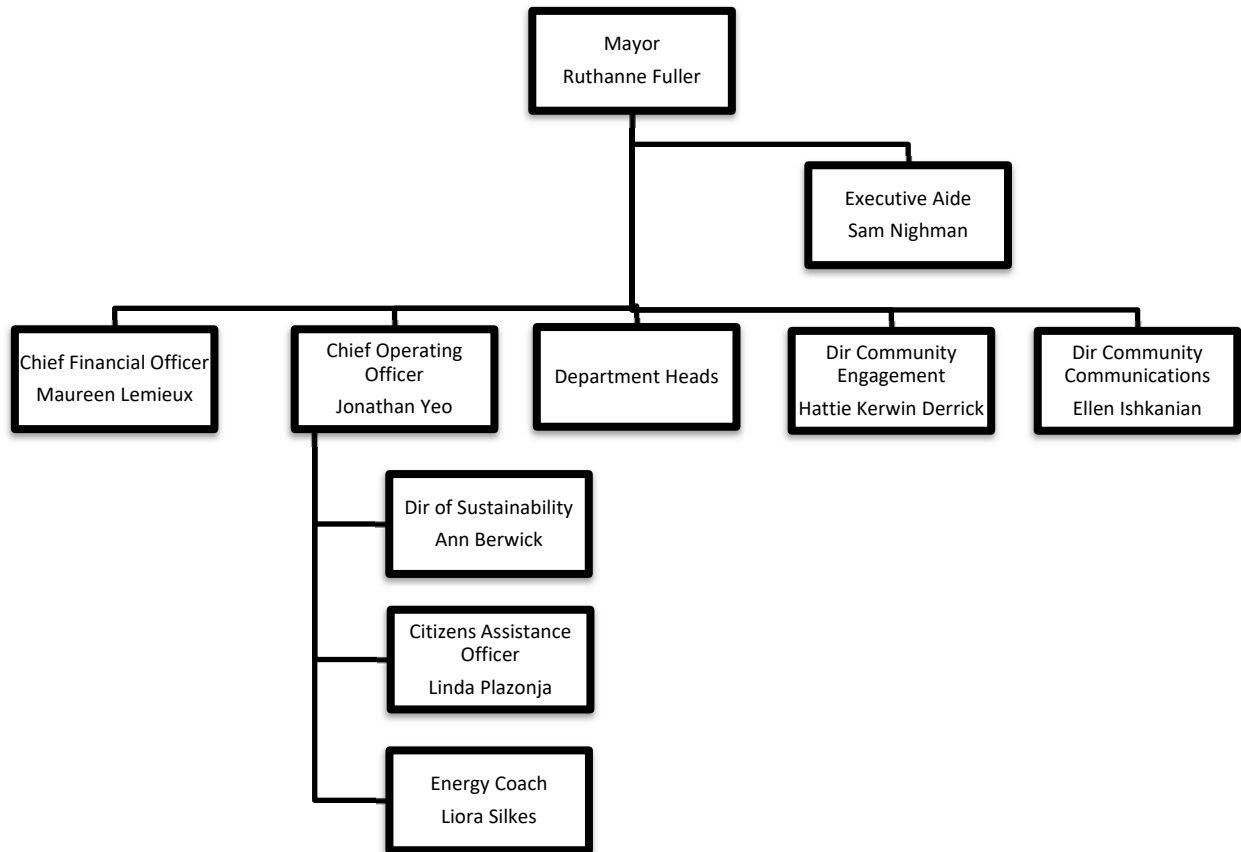 Mayor
Ruthanne Fuller
Executive Aide
Sam Nighman
Chief Financial Officer
Maureen Lemieux
Chief Operating
Officer
Jonathan Yeo
Department Heads
Dir Community
Engagement
Hattie Kerwin Derrick
Dir Community
Communications
Ellen Ishkanian
Dir of Sustainability
Ann Berwick
Citizens Assistance
Officer
Linda Plazonja
Energy Coach
Liora Silkes